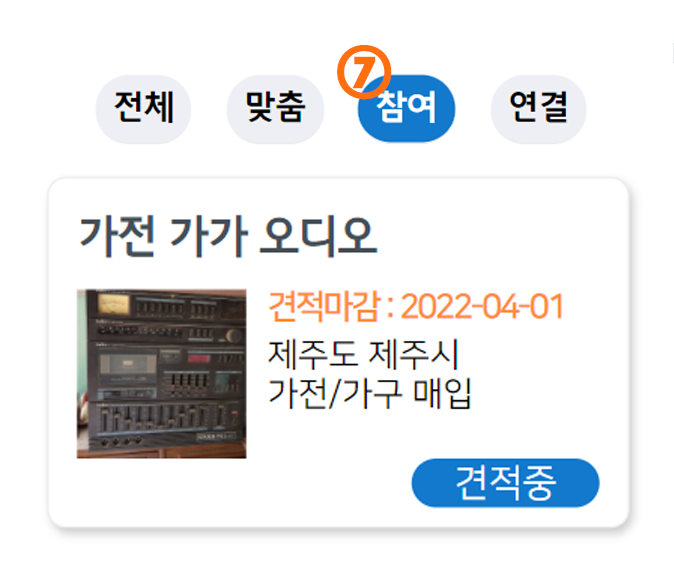 ⑦
전체 맞춤 참여 연결
가전 가가 오디오
견적마감 : 2022-04-01
제주도 제주시
가전/가구 매입
견적중